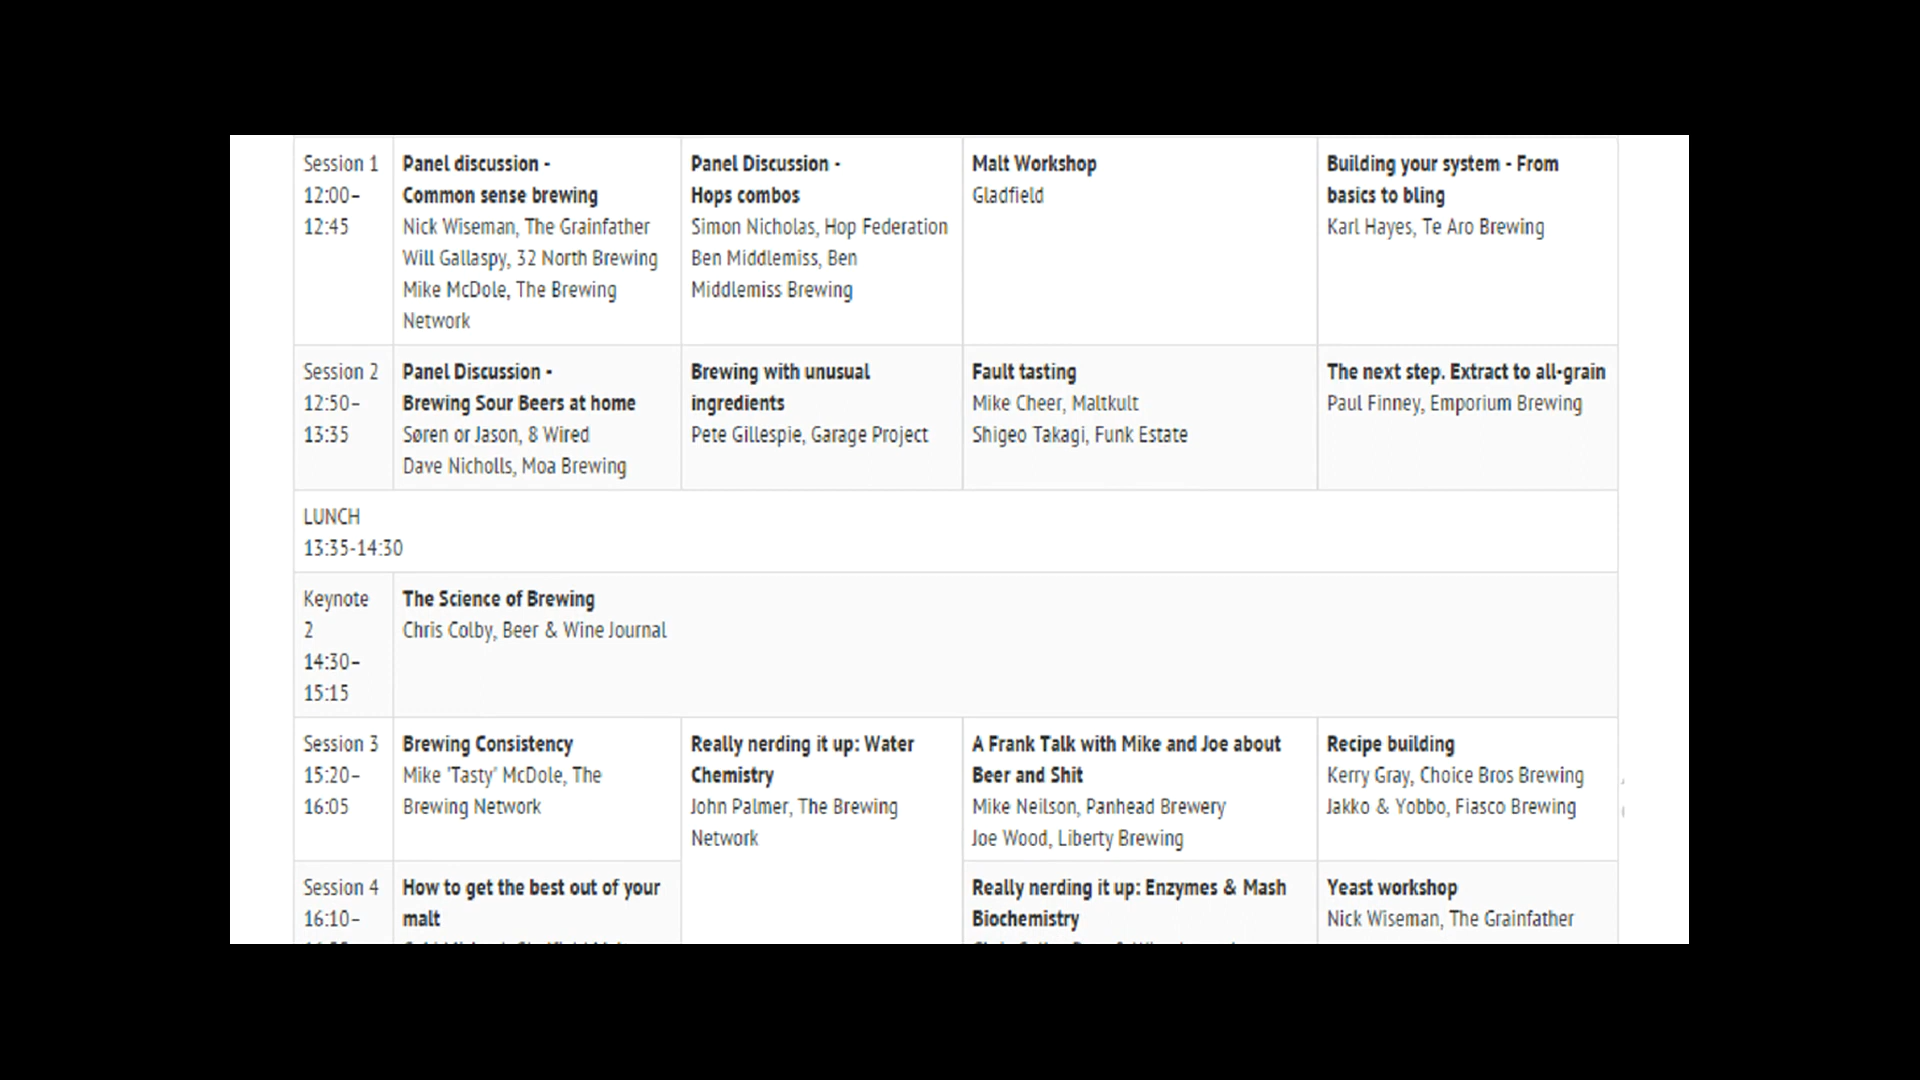 Session 1
12:00–
12:45
Panel discussion -
Common sense brewing
Nick Wiseman, The Grainfather
Will Gallaspy, 32 North Brewing
Mike McDole, The Brewing
Network
Panel Discussion -
Hops combos
Simon Nicholas, Hop Federation
Ben Middlemiss, Ben
Middlemiss Brewing
Malt Workshop
Gladfield
Building your system - From
basics to bling
Karl Hayes, Te Aro Brewing
Session 2
12:50–
13:35
Panel Discussion -
Brewing Sour Beers at home
Søren or Jason, 8 Wired
Dave Nicholls, Moa Brewing
Brewing with unusual
ingredients
Pete Gillespie, Garage Project
Fault tasting
Mike Cheer, Maltkult
Shigeo Takagi, Funk Estate
The next step. Extract to all-grain
Paul Finney, Emporium Brewing
LUNCH
13:35-14:30
Keynote
2
14:30–
15:15
The Science of Brewing
Chris Colby, Beer & Wine Journal
Session 3
15:20–
16:05
Brewing Consistency
Mike 'Tasty' McDole, The
Brewing Network
Really nerding it up: Water
Chemistry
John Palmer, The Brewing
Network
A Frank Talk with Mike and Joe about
Beer and Shit
Mike Neilson, Panhead Brewery
Joe Wood, Liberty Brewing
Recipe building
Kerry Gray, Choice Bros Brewing
Jakko & Yobbo, Fiasco Brewing
Session 4
16:10–
How to get the best out of your
malt
Really nerding it up: Enzymes & Mash
Biochemistry
Yeast workshop
Nick Wiseman, The Grainfather